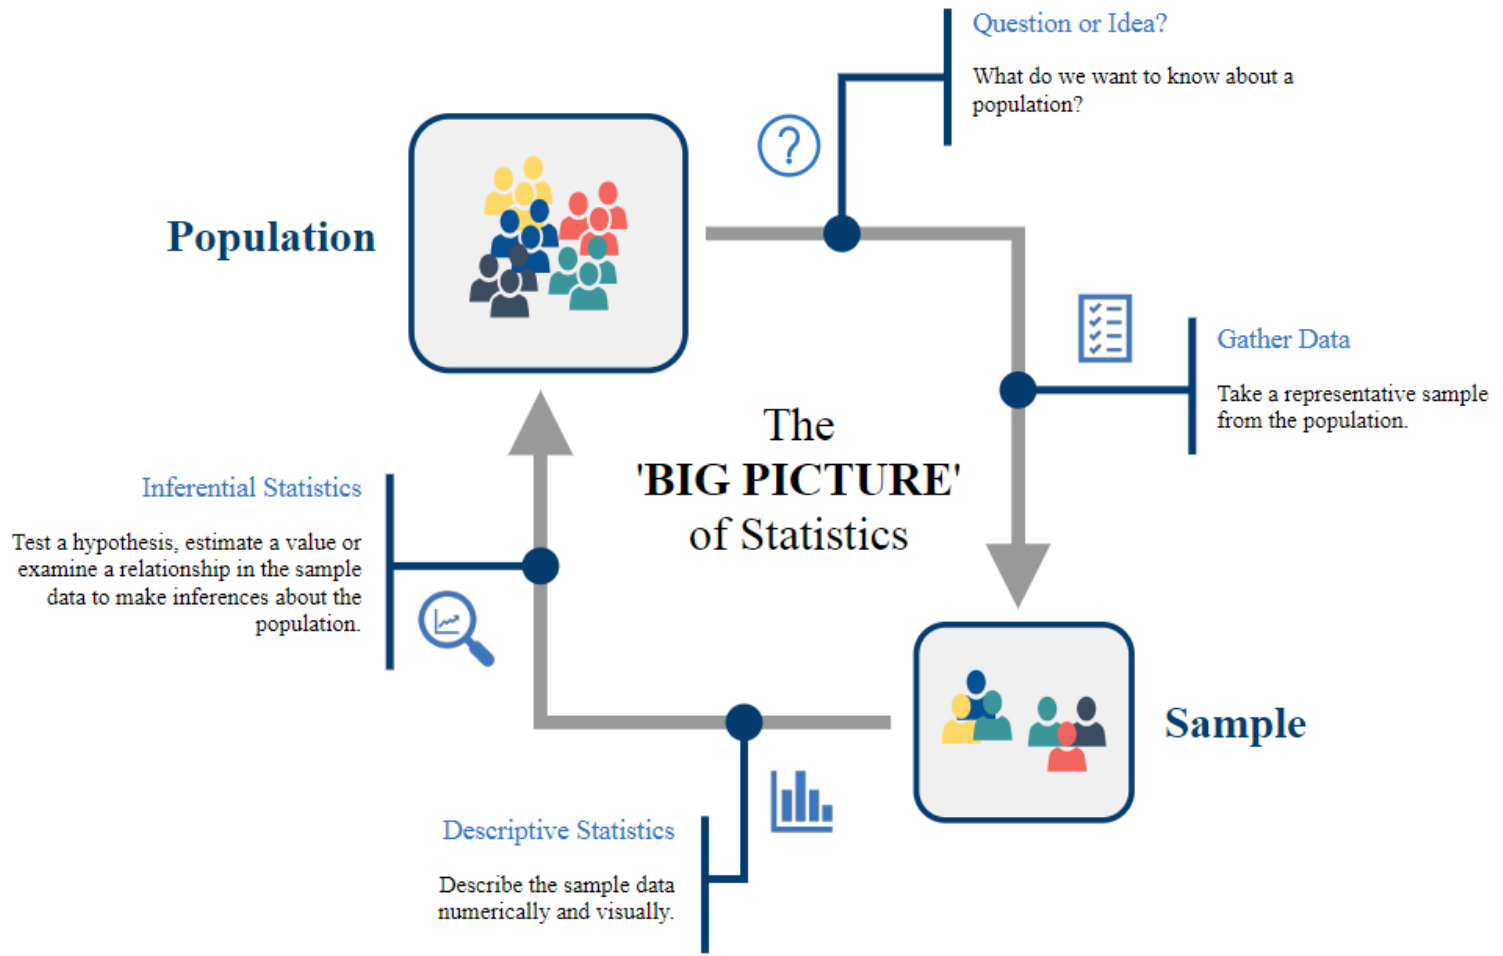 Question or Idea?
What do we want to know about a
population?
Population
Gather Data
Take a representative sample
from the population.
The
'BIG PICTURE'
of Statistics
Inferential Statistics
Test a hypothesis, estimate a value or
examine a relationship in the sample
data to make inferences about the
population.
Sample
Descriptive Statistics
Describe the sample data
numerically and visually.